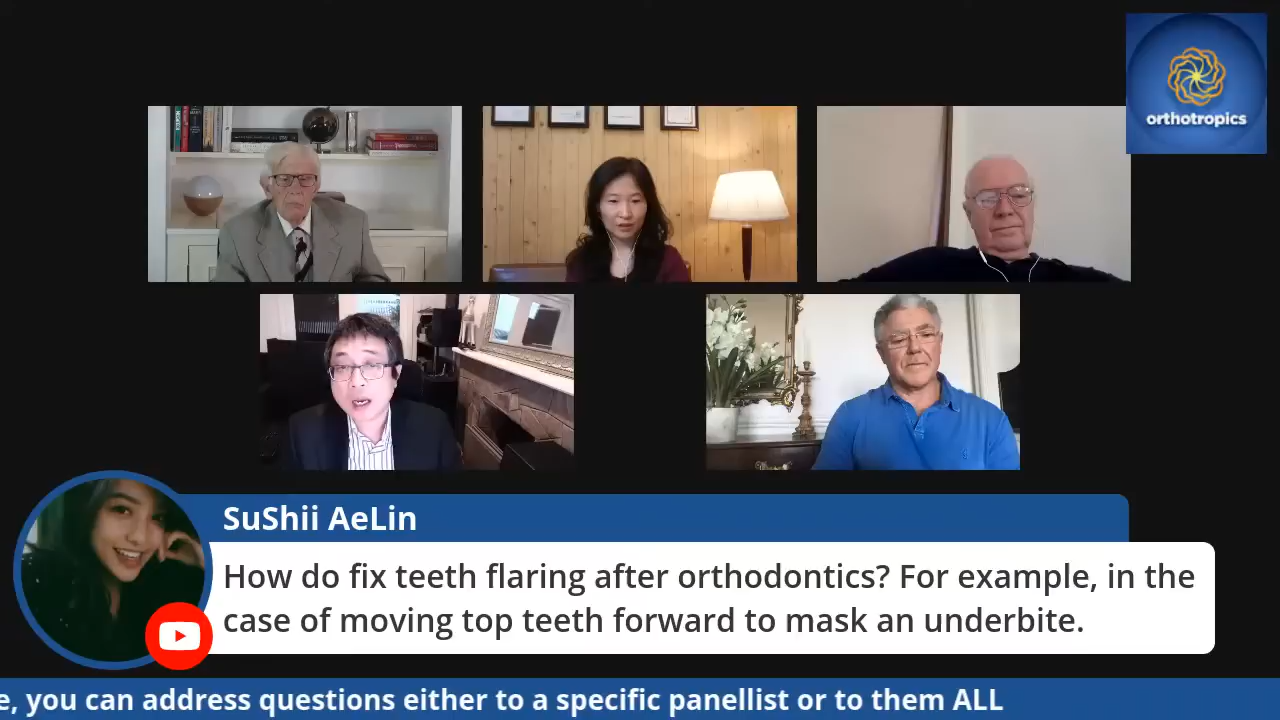 orthotropics
SuShii AeLin
How do fix teeth flaring after orthodontics? For example, in the
case of moving top teeth forward to mask an underbite.
e, you can address questions either to a specific panellist or to them ALL